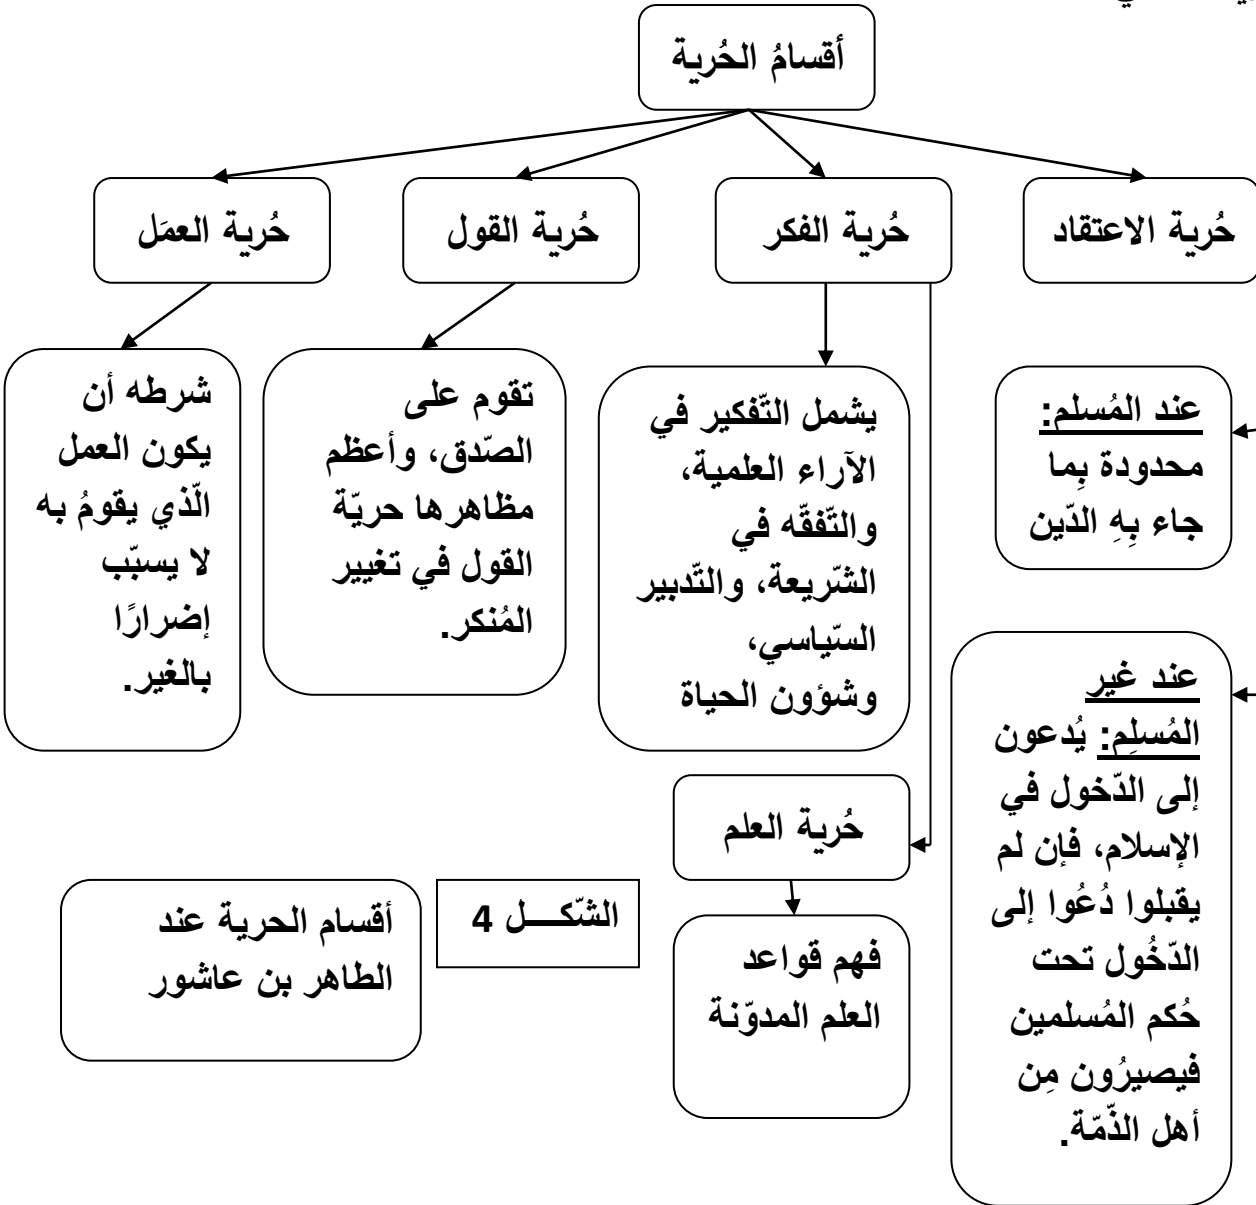 أقسامُ الحُرية
حُرية الاعتقاد
حُرية الفكر
حُرية القول
حُرية العمَل
عند المُسلم:
محدودة بِما
جاء بِهِ الدّين
يشمل التّفكير في
الآراء العلمية،
والتّفقّه في
الشّريعة، والتّدبير
السّياسي،
وشؤون الحياة
تقوم على
الصّدق، وأعظم
مظاهرها حريّة
القول في تغيير
المُنكر.
شرطه أن
يكون العمل
الّذي يقومُ به
لا يسبّب
إضرارًا
بالغير.
عند غير
المُسلِم: يُدعون
إلى الدّخول في
الإسلام، فإن لم
يقبلوا دُعُوا إلى
الدّخُول تحت
حُكم المُسلمين
فيصيرُون مِن
أهل الذّمّة.
حُرية العلم
فهم قواعد
العلم المدوّنة
الشّكـــل 4
أقسام الحرية عند
الطاهر بن عاشور